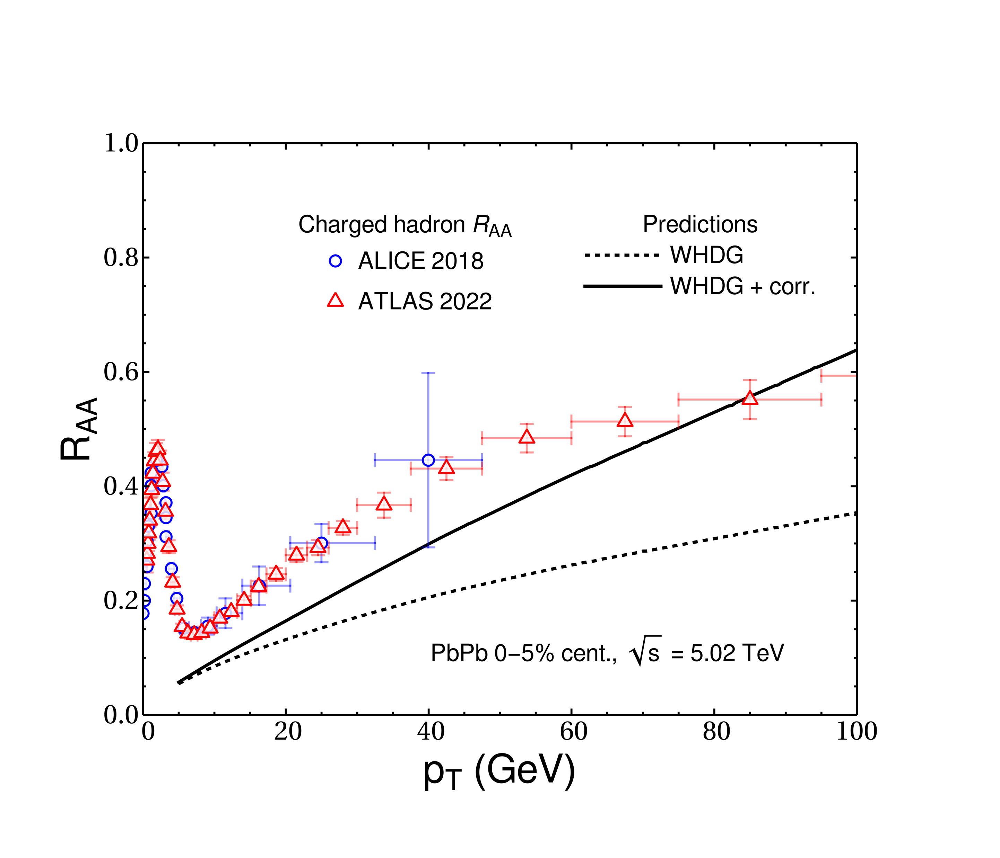 1.0
0.8
0.6
0.4
0.2
0.0
R_AA
Charged hadron R_AA
ALICE 2018
ATLAS 2022
Predictions
WHDG
WHDG + corr.
PbPb 0–5% cent., √s = 5.02 TeV
0 20 40 60 80 100
p_T (GeV)